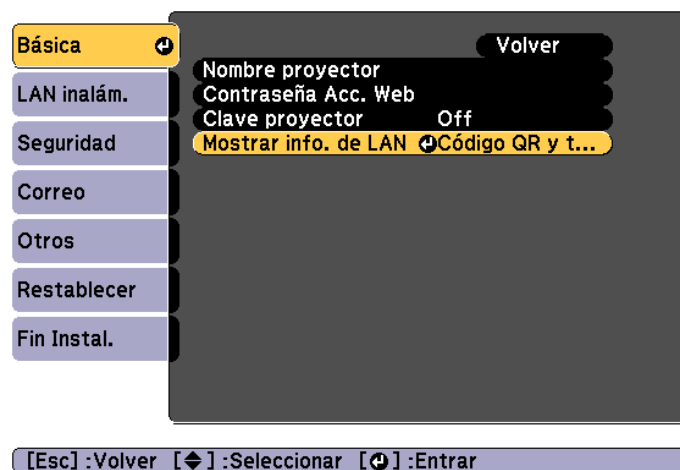 Básica
LAN inalám.
Seguridad
Correo
Otros
Restablecer
Fin Instal.
Volver
Nombre proyector
Contraseña Acc. Web
Clave proyector Off
Mostrar info. de LAN Código QR y t...
[Esc] :Volver [◆] :Seleccionar [↵] :Entrar